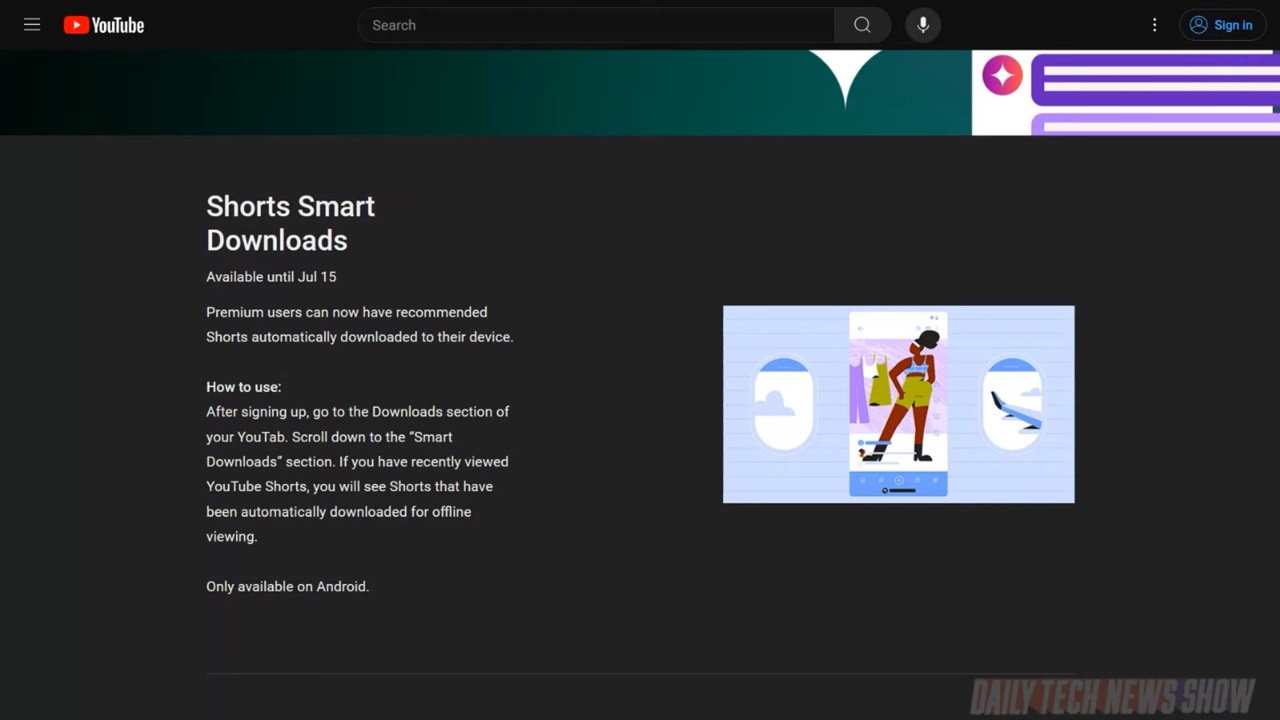 YouTube
Search
Sign in
Shorts Smart
Downloads
Available until Jul 15
Premium users can now have recommended
Shorts automatically downloaded to their device.
How to use:
After signing up, go to the Downloads section of
your YouTab. Scroll down to the “Smart
Downloads” section. If you have recently viewed
YouTube Shorts, you will see Shorts that have
been automatically downloaded for offline
viewing.
Only available on Android.
DAILY TECH NEWS SHOW